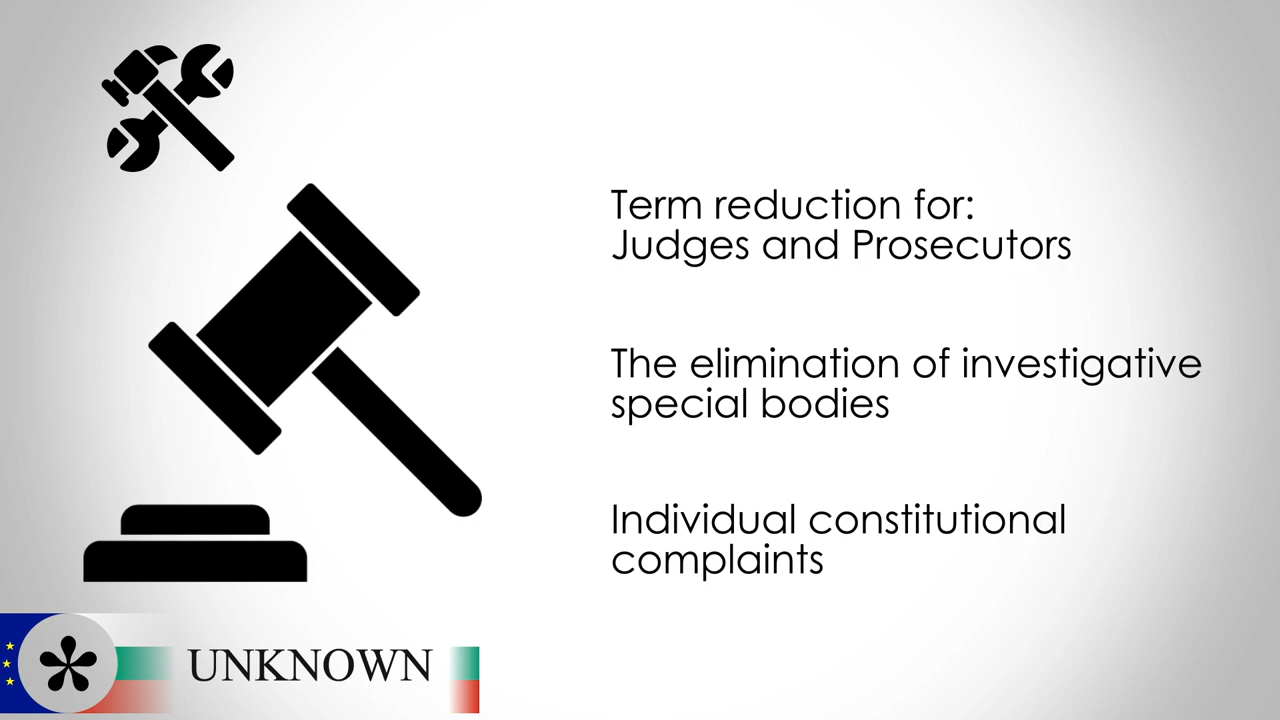 Term reduction for:
Judges and Prosecutors
The elimination of investigative
special bodies
Individual constitutional
complaints
UNKNOWN